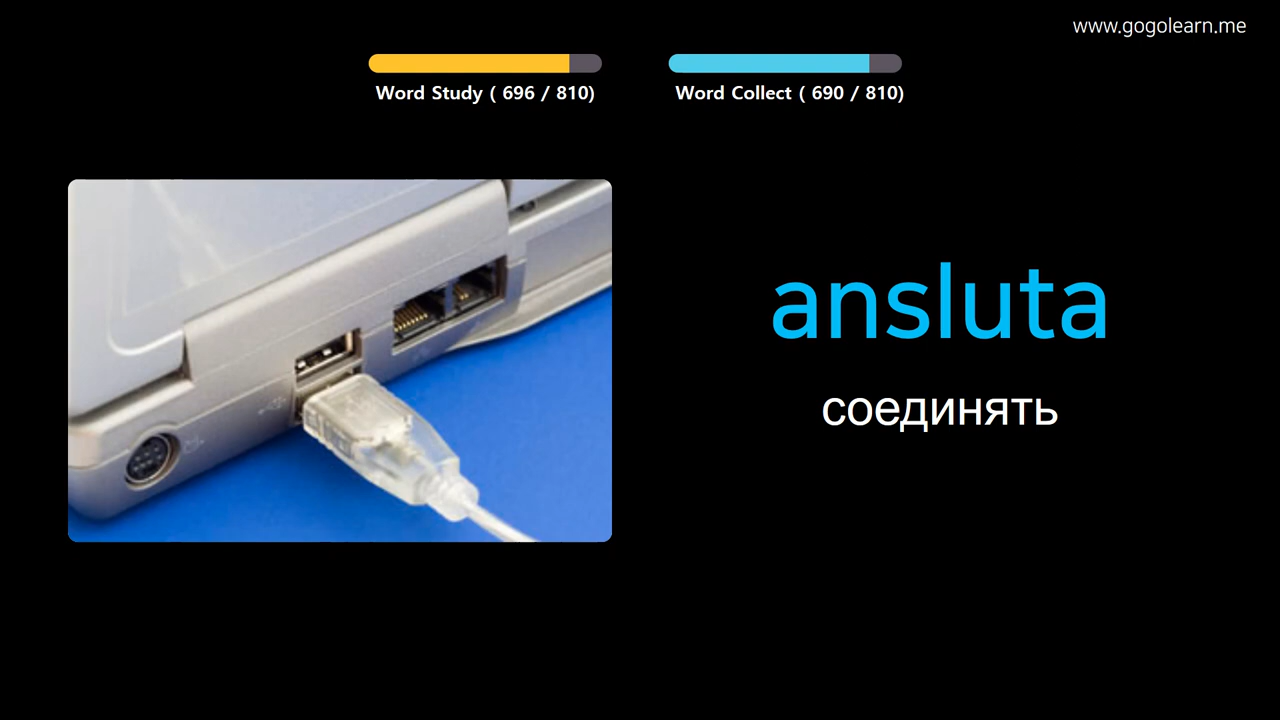 www.gogolearn.me
Word Study ( 696 / 810)
Word Collect ( 690 / 810)
ansluta
соединять